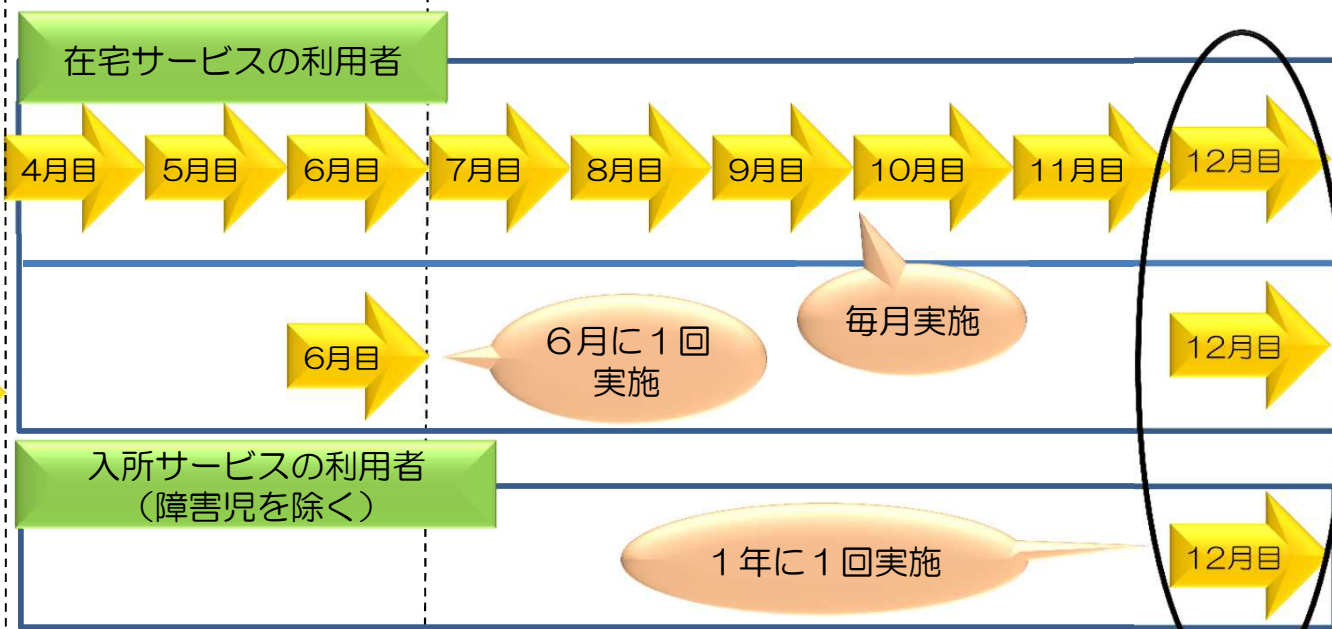 在宅サービスの利用者
4月目 5月目 6月目 7月目 8月目 9月目 10月目 11月目 12月目
毎月実施
6月目 6月に1回 12月目
実施
入所サービスの利用者
(障害児を除く)
1年に1回実施 12月目